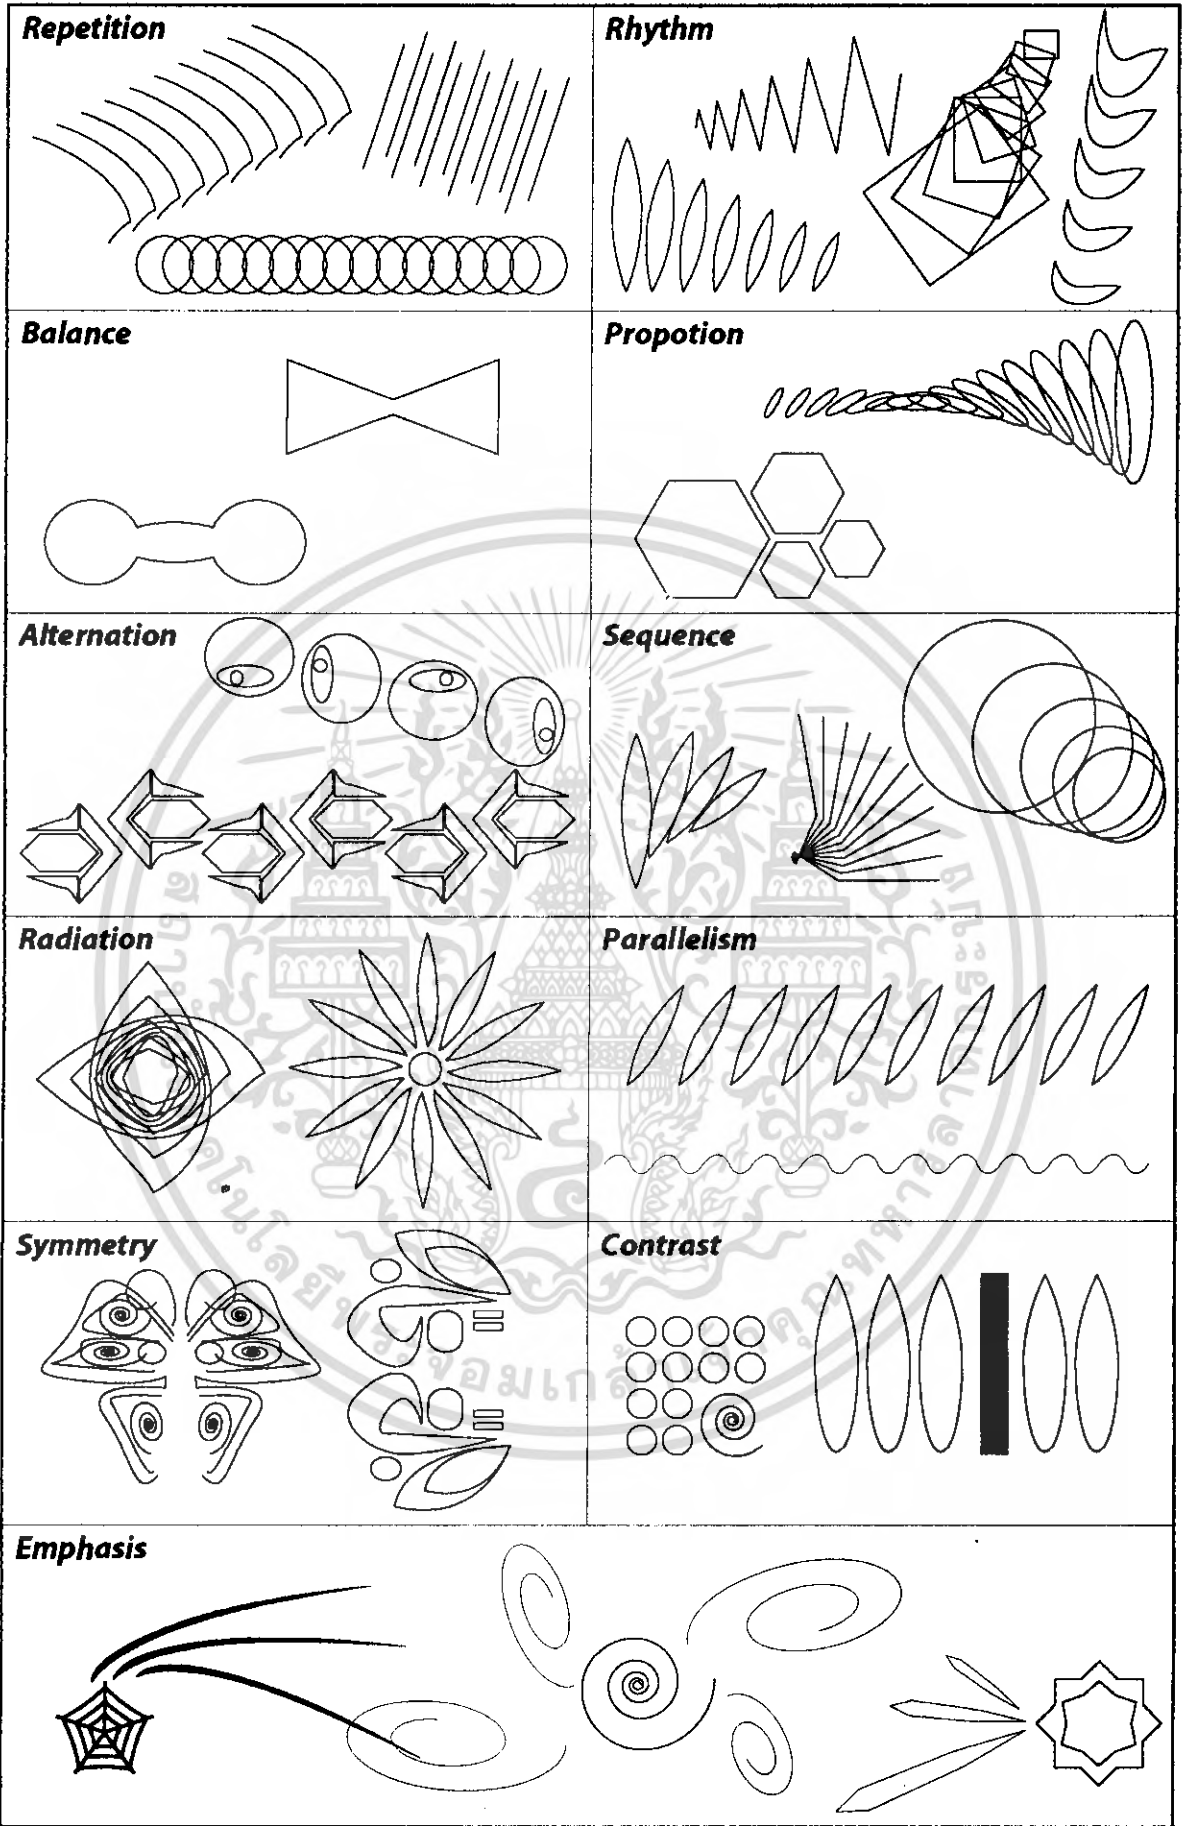 Repetition
Rhythm
Balance
Propotion
Alternation
Sequence
Radiation
Parallelism
Symmetry
Contrast
Emphasis